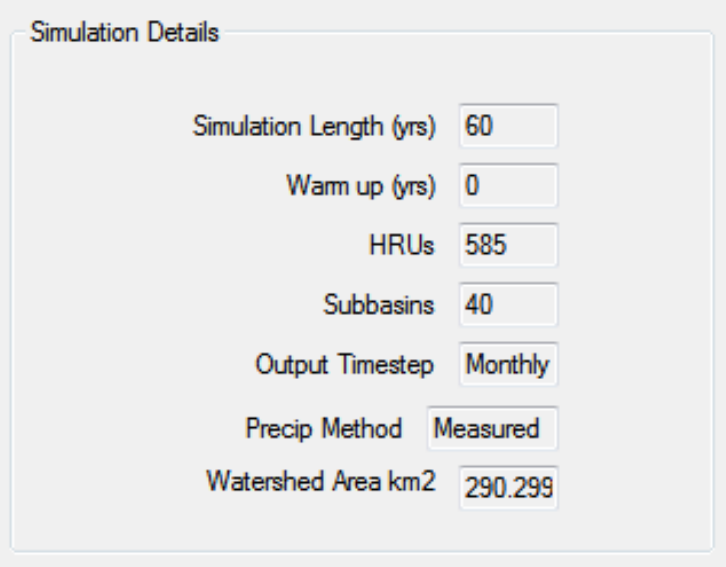 Simulation Details
Simulation Length (yrs) 60
Warm up (yrs) 0
HRUs 585
Subbasins 40
Output Timestep Monthly
Precip Method Measured
Watershed Area km2 290.299